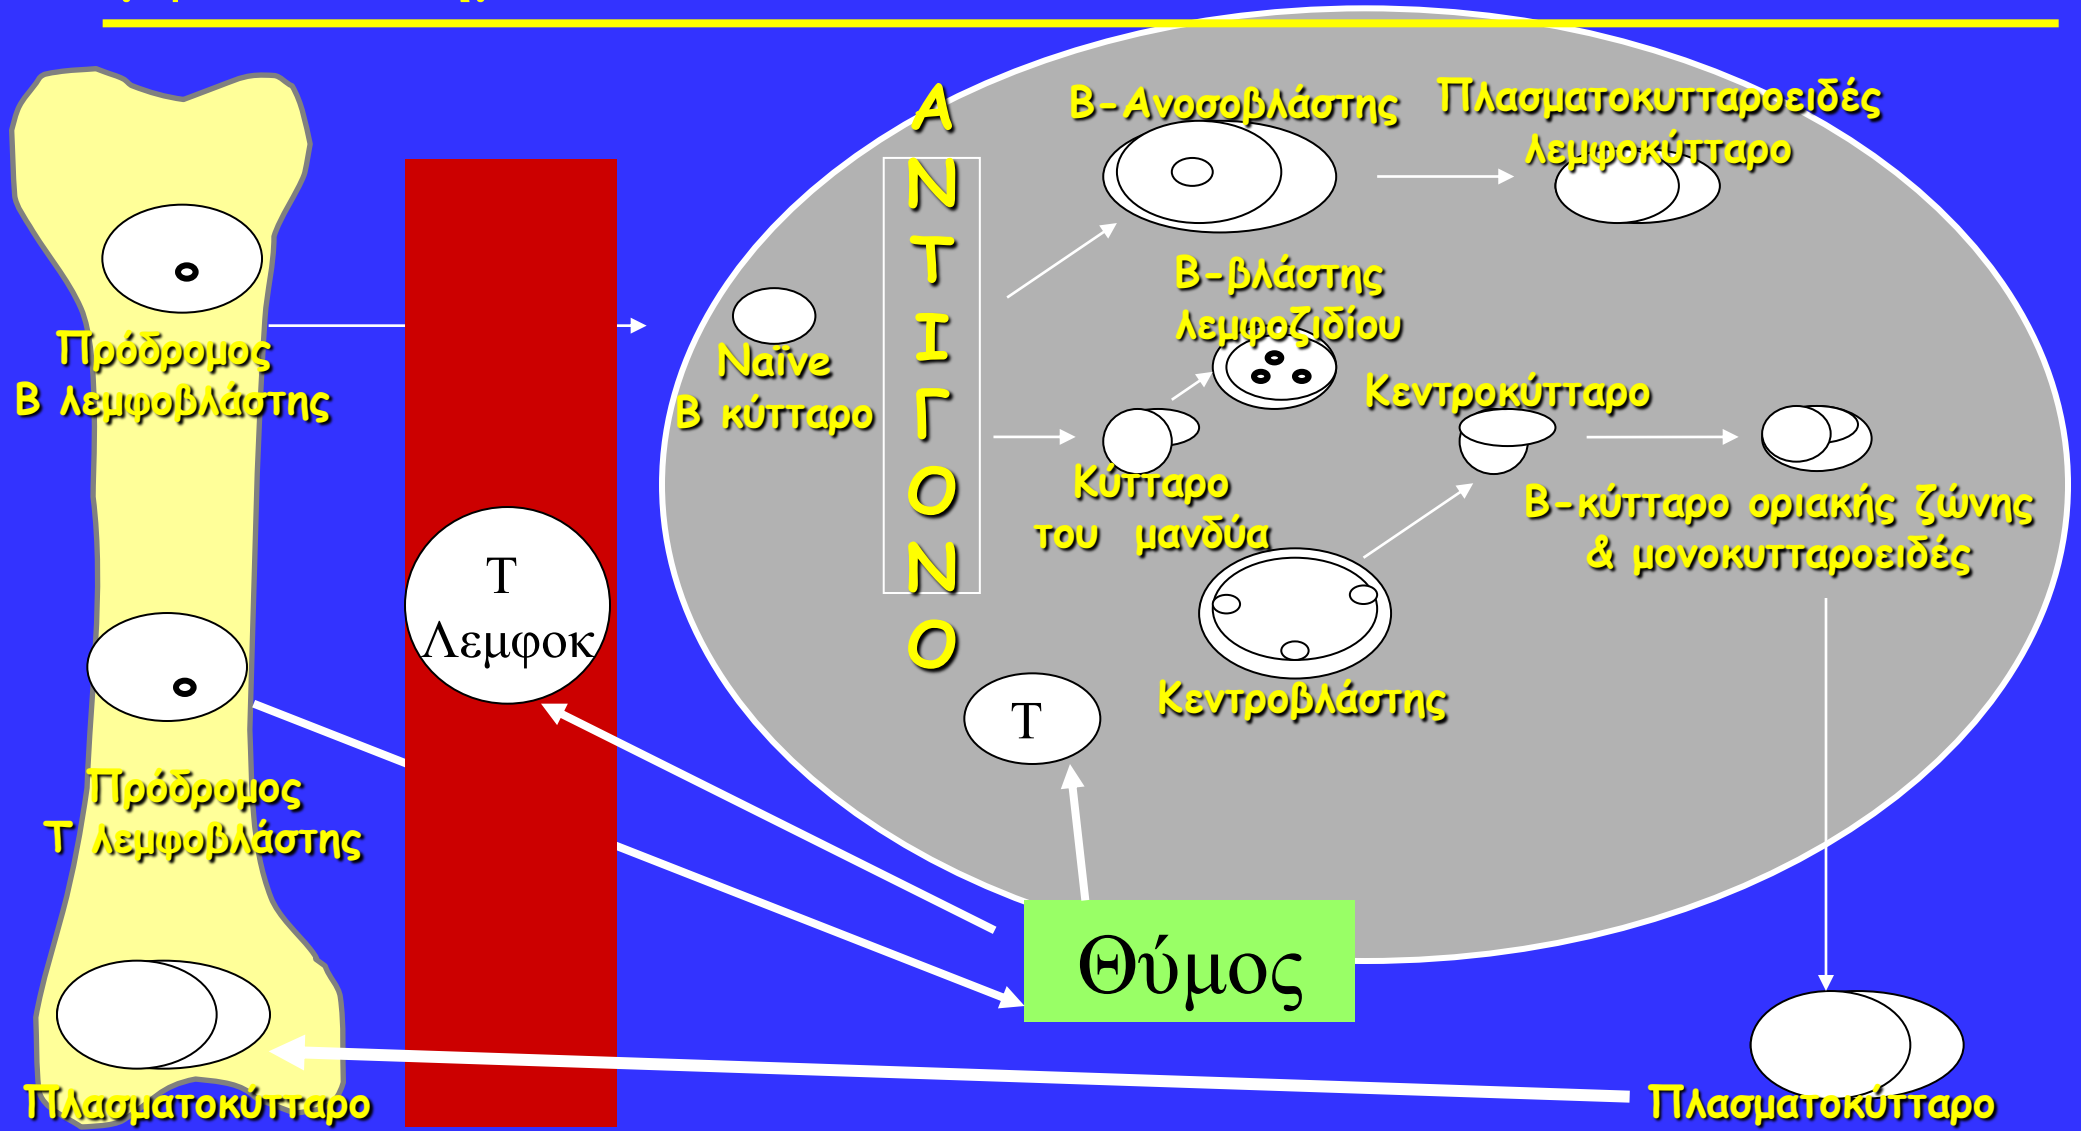 Πρόδρομος
Β λεμφοβλάστης
Πρόδρομος
Τ λεμφοβλάστης
Πλασματοκύτταρο
Τ
Λεμφοκ
Naïve
Β κύτταρο
Α
Ν
Τ
Ι
Γ
Ο
Ν
Ο
Β-Ανοσοβλάστης
Πλασματοκυτταροειδές
λεμφοκύτταρο
Β-βλάστης
λεμφοζιδίου
Κύτταρο
του μανδύα
Κεντροκύτταρο
Β-κύτταρο οριακής ζώνης
& μονοκυτταροειδές
Κεντροβλάστης
Τ
Θύμος
Πλασματοκύτταρο